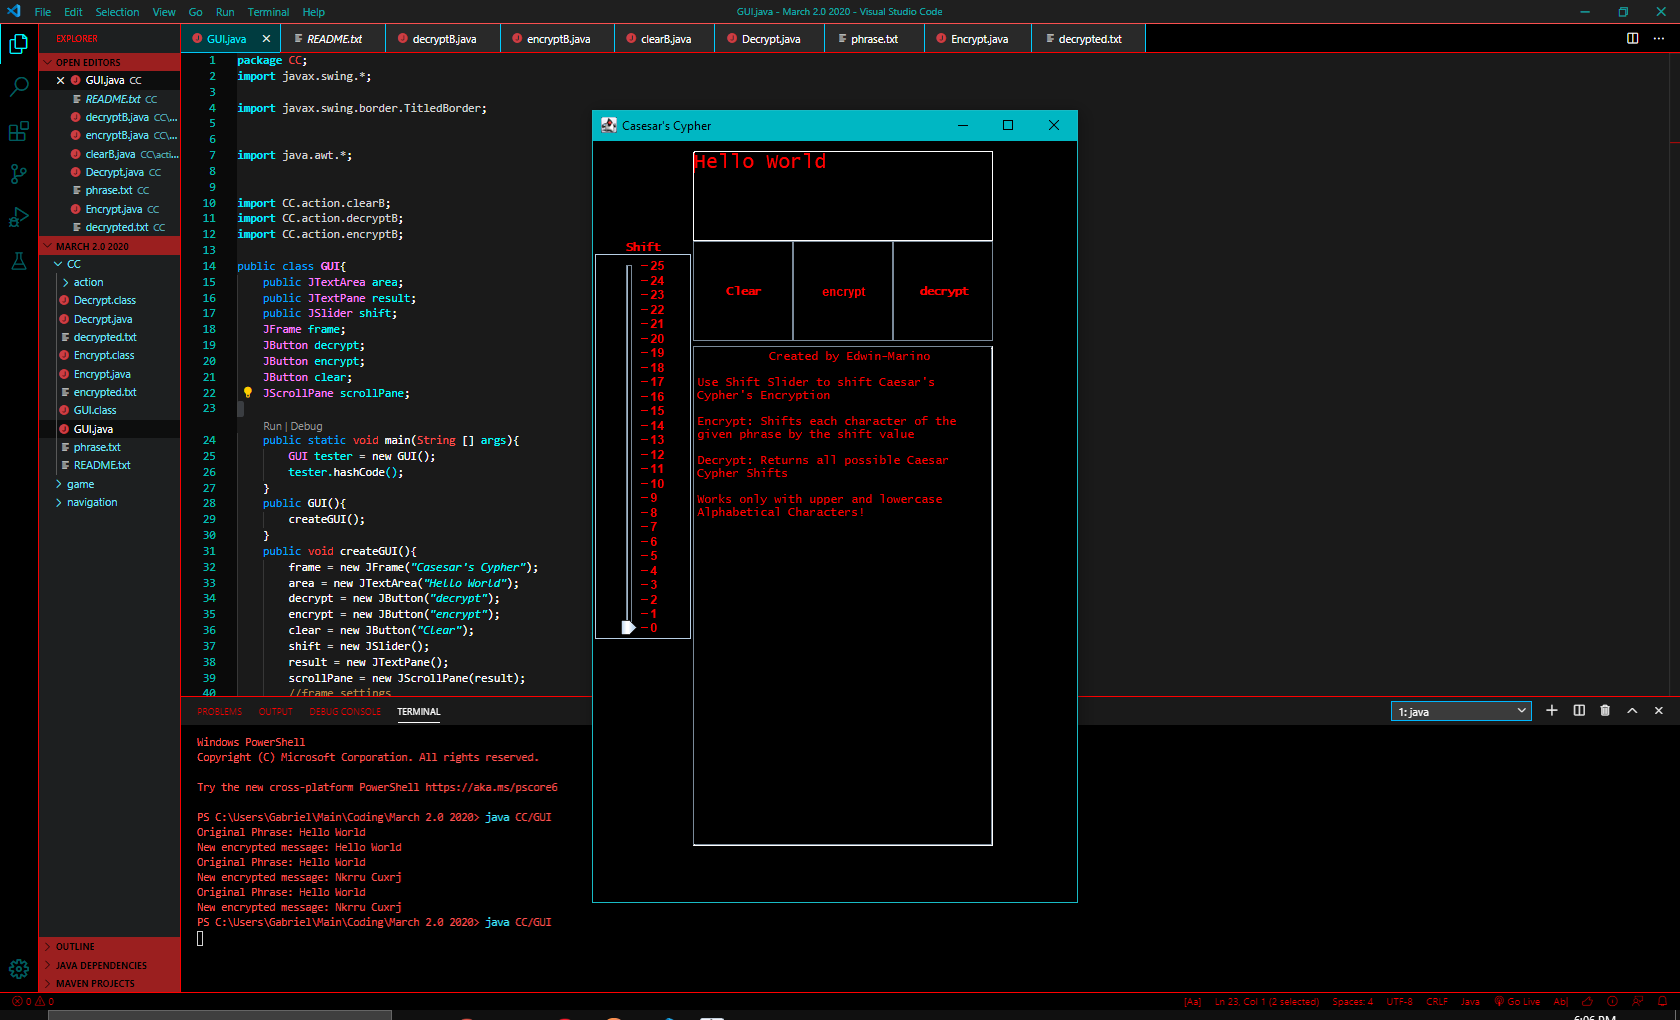 File Edit Selection View Go Run Terminal Help
GUI.java - March 2.0 2020 - Visual Studio Code
EXPLORER
GUI.java README.txt decryptB.java encryptB.java clearB.java Decrypt.java phrase.txt Encrypt.java decrypted.txt
OPEN EDITORS
GUI.java CC
README.txt CC
decryptB.java CC\...
encryptB.java CC\...
clearB.java CC\acti...
Decrypt.java CC
phrase.txt CC
Encrypt.java CC
decrypted.txt CC
MARCH 2.0 2020
CC
action
Decrypt.class
Decrypt.java
decrypted.txt
Encrypt.class
Encrypt.java
encrypted.txt
GUI.class
GUI.java
phrase.txt
README.txt
game
navigation
OUTLINE
JAVA DEPENDENCIES
MAVEN PROJECTS
1 package CC;
2 import javax.swing.*;
3
4 import javax.swing.border.TitledBorder;
5
6
7 import java.awt.*;
8
9
10 import CC.action.clearB;
11 import CC.action.decryptB;
12 import CC.action.encryptB;
13
14 public class GUI{
15 public JTextArea area;
16 public JTextPane result;
17 public JSlider shift;
18 JFrame frame;
19 JButton decrypt;
20 JButton encrypt;
21 JButton clear;
22 JScrollPane scrollPane;
23
Run | Debug
24 public static void main(String [] args){
25 GUI tester = new GUI();
26 tester.hashCode();
27 }
28 public GUI(){
29 createGUI();
30 }
31 public void createGUI(){
32 frame = new JFrame("Casesar's Cypher");
33 area = new JTextArea("Hello World");
34 decrypt = new JButton("decrypt");
35 encrypt = new JButton("encrypt");
36 clear = new JButton("Clear");
37 shift = new JSlider();
38 result = new JTextPane();
39 scrollPane = new JScrollPane(result);
40 //frame settings
Casesar's Cypher
Hello World
Shift
25
24
23
22
21
20
19
18
17
16
15
14
13
12
11
10
9
8
7
6
5
4
3
2
1
0
Clear encrypt decrypt
Created by Edwin-Marino
Use Shift Slider to shift Caesar's
Cypher's Encryption
Encrypt: Shifts each character of the
given phrase by the shift value
Decrypt: Returns all possible Caesar
Cypher Shifts
Works only with upper and lowercase
Alphabetical Characters!
PROBLEMS OUTPUT DEBUG CONSOLE TERMINAL
1: java
Windows PowerShell
Copyright (C) Microsoft Corporation. All rights reserved.
Try the new cross-platform PowerShell https://aka.ms/pscore6
PS C:\Users\Gabriel\Main\Coding\March 2.0 2020> java CC/GUI
Original Phrase: Hello World
New encrypted message: Hello World
Original Phrase: Hello World
New encrypted message: Nkrru Cuxrj
Original Phrase: Hello World
New encrypted message: Nkrru Cuxrj
PS C:\Users\Gabriel\Main\Coding\March 2.0 2020> java CC/GUI
0 0
[Aa] Ln 23, Col 1 (2 selected) Spaces: 4 UTF-8 CRLF Java Go Live Ab|
6:06 PM